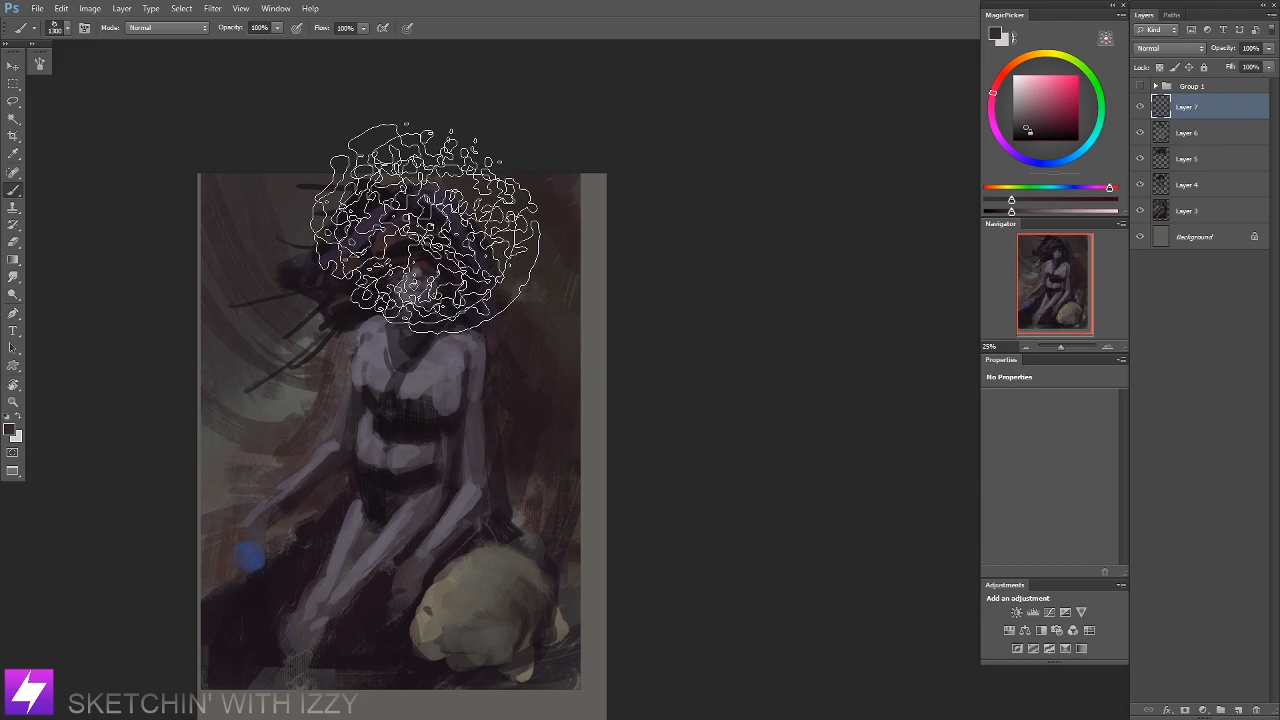 Ps File Edit Image Layer Type Select Filter View Window Help
1300 Mode: Normal Opacity: 100% Flow: 100%
MagicPicker
Navigator
25%
Properties
No Properties
Adjustments
Add an adjustment
Layers Paths
Kind
Normal Opacity: 100%
Lock: Fill: 100%
Group 1
Layer 7
Layer 6
Layer 5
Layer 4
Layer 3
Background
SKETCHIN' WITH IZZY